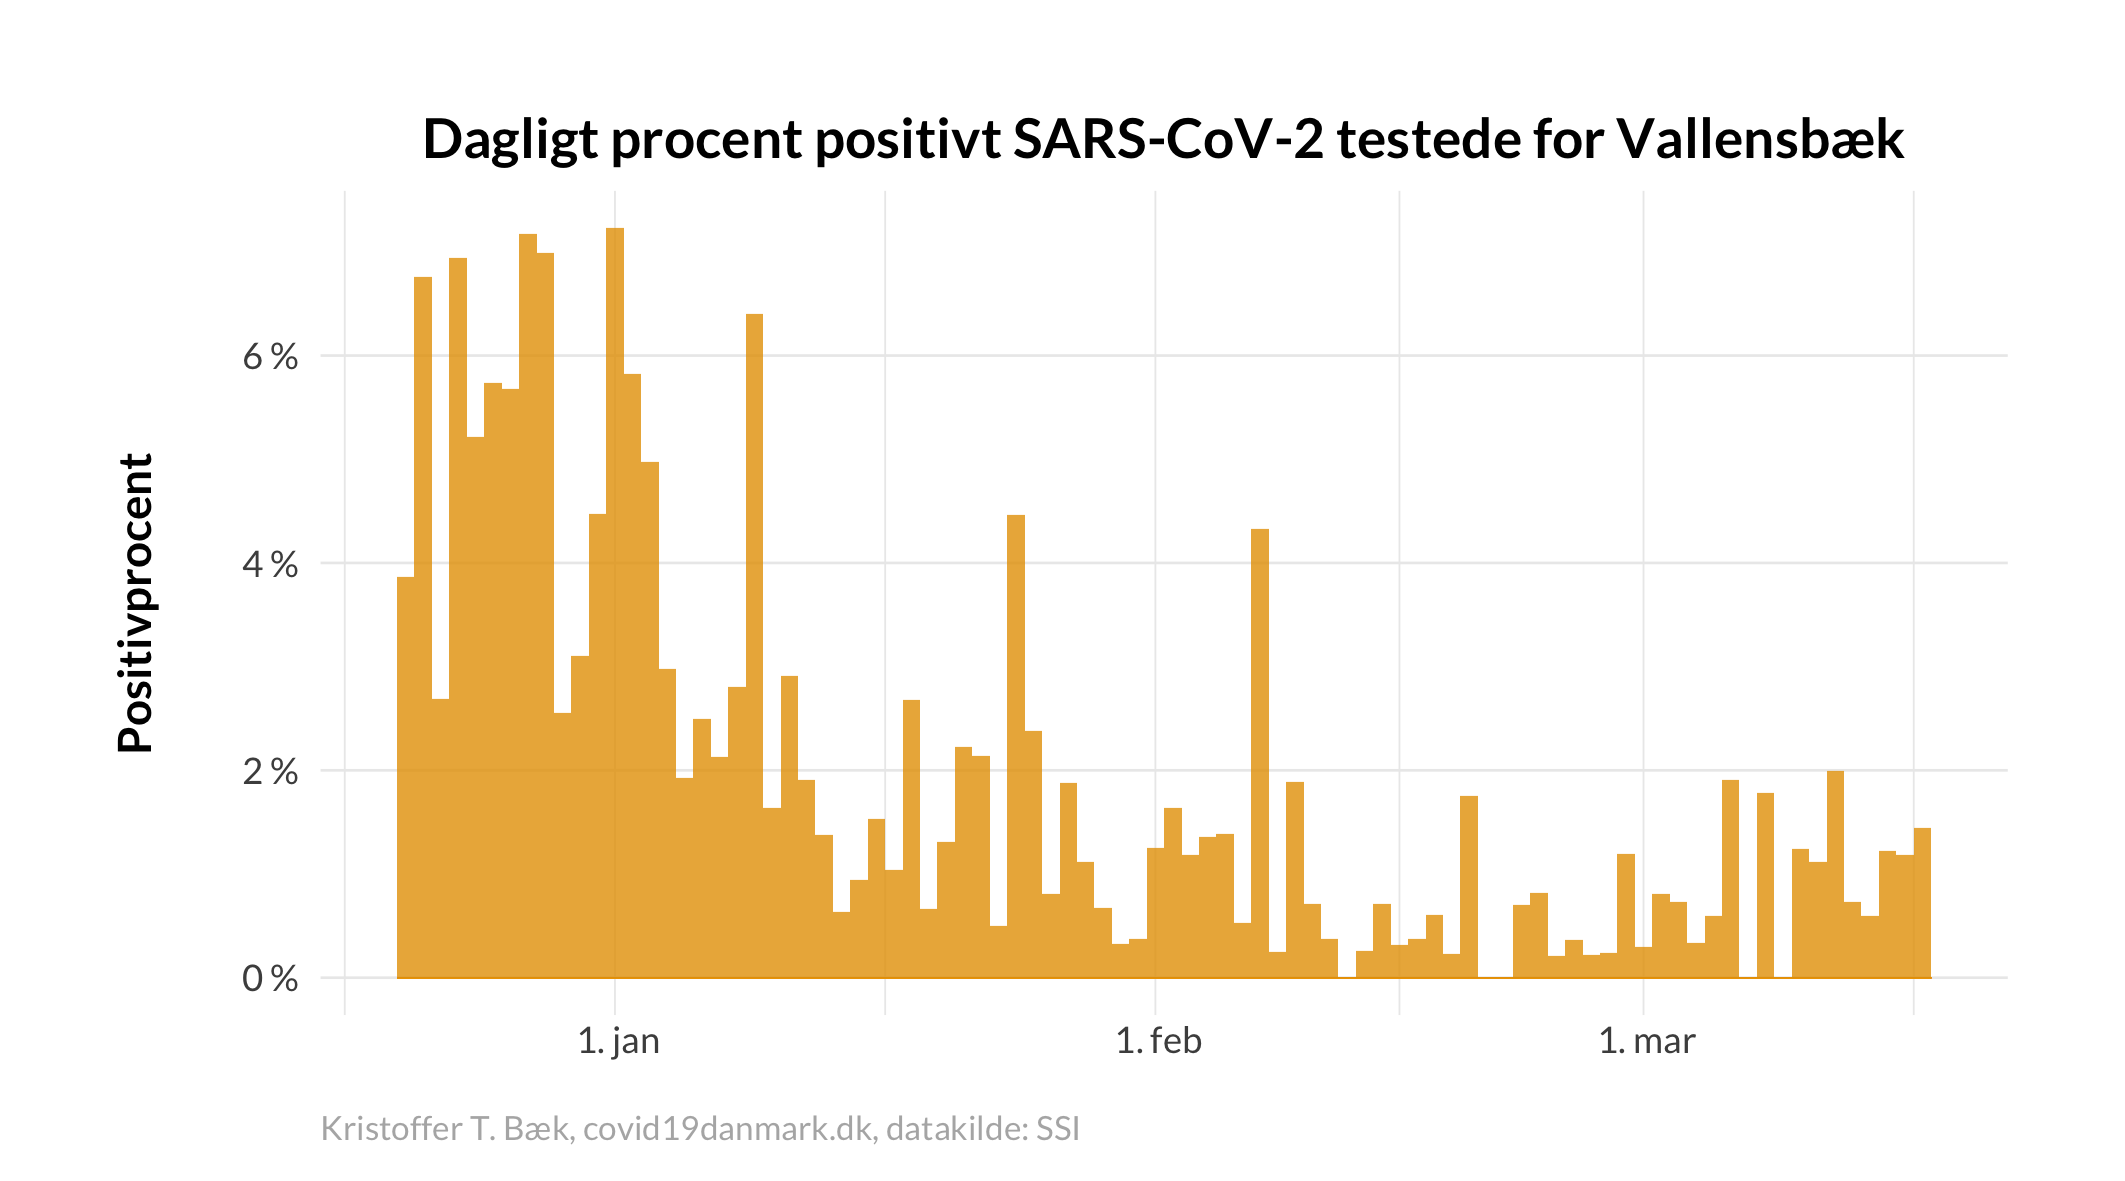 Dagligt procent positivt SARS-CoV-2 testede for Vallensbæk
Positivprocent
6 %
4 %
2 %
0 %
1. jan
1. feb
1. mar
Kristoffer T. Bæk, covid19danmark.dk, datakilde: SSI